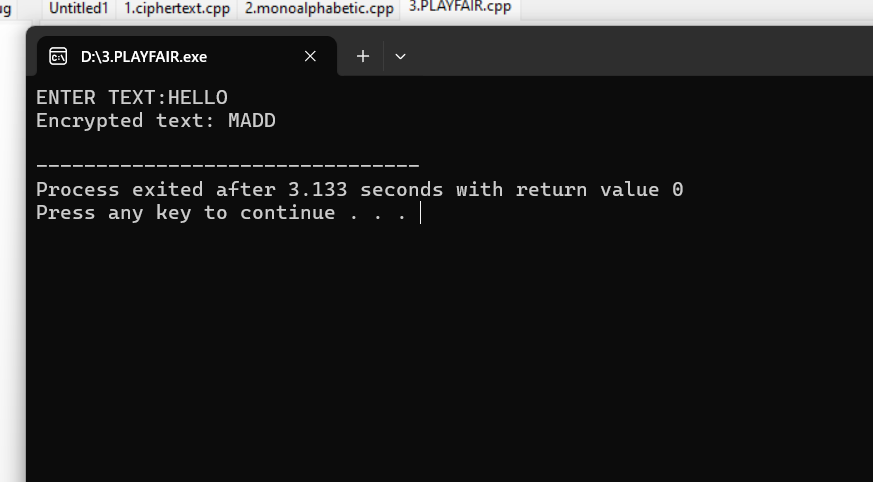 ug Untitled1 1.ciphertext.cpp 2.monoalphabetic.cpp 3.PLAYFAIR.cpp
D:\3.PLAYFAIR.exe
ENTER TEXT:HELLO
Encrypted text: MADD
--------------------------------
Process exited after 3.133 seconds with return value 0
Press any key to continue . . .